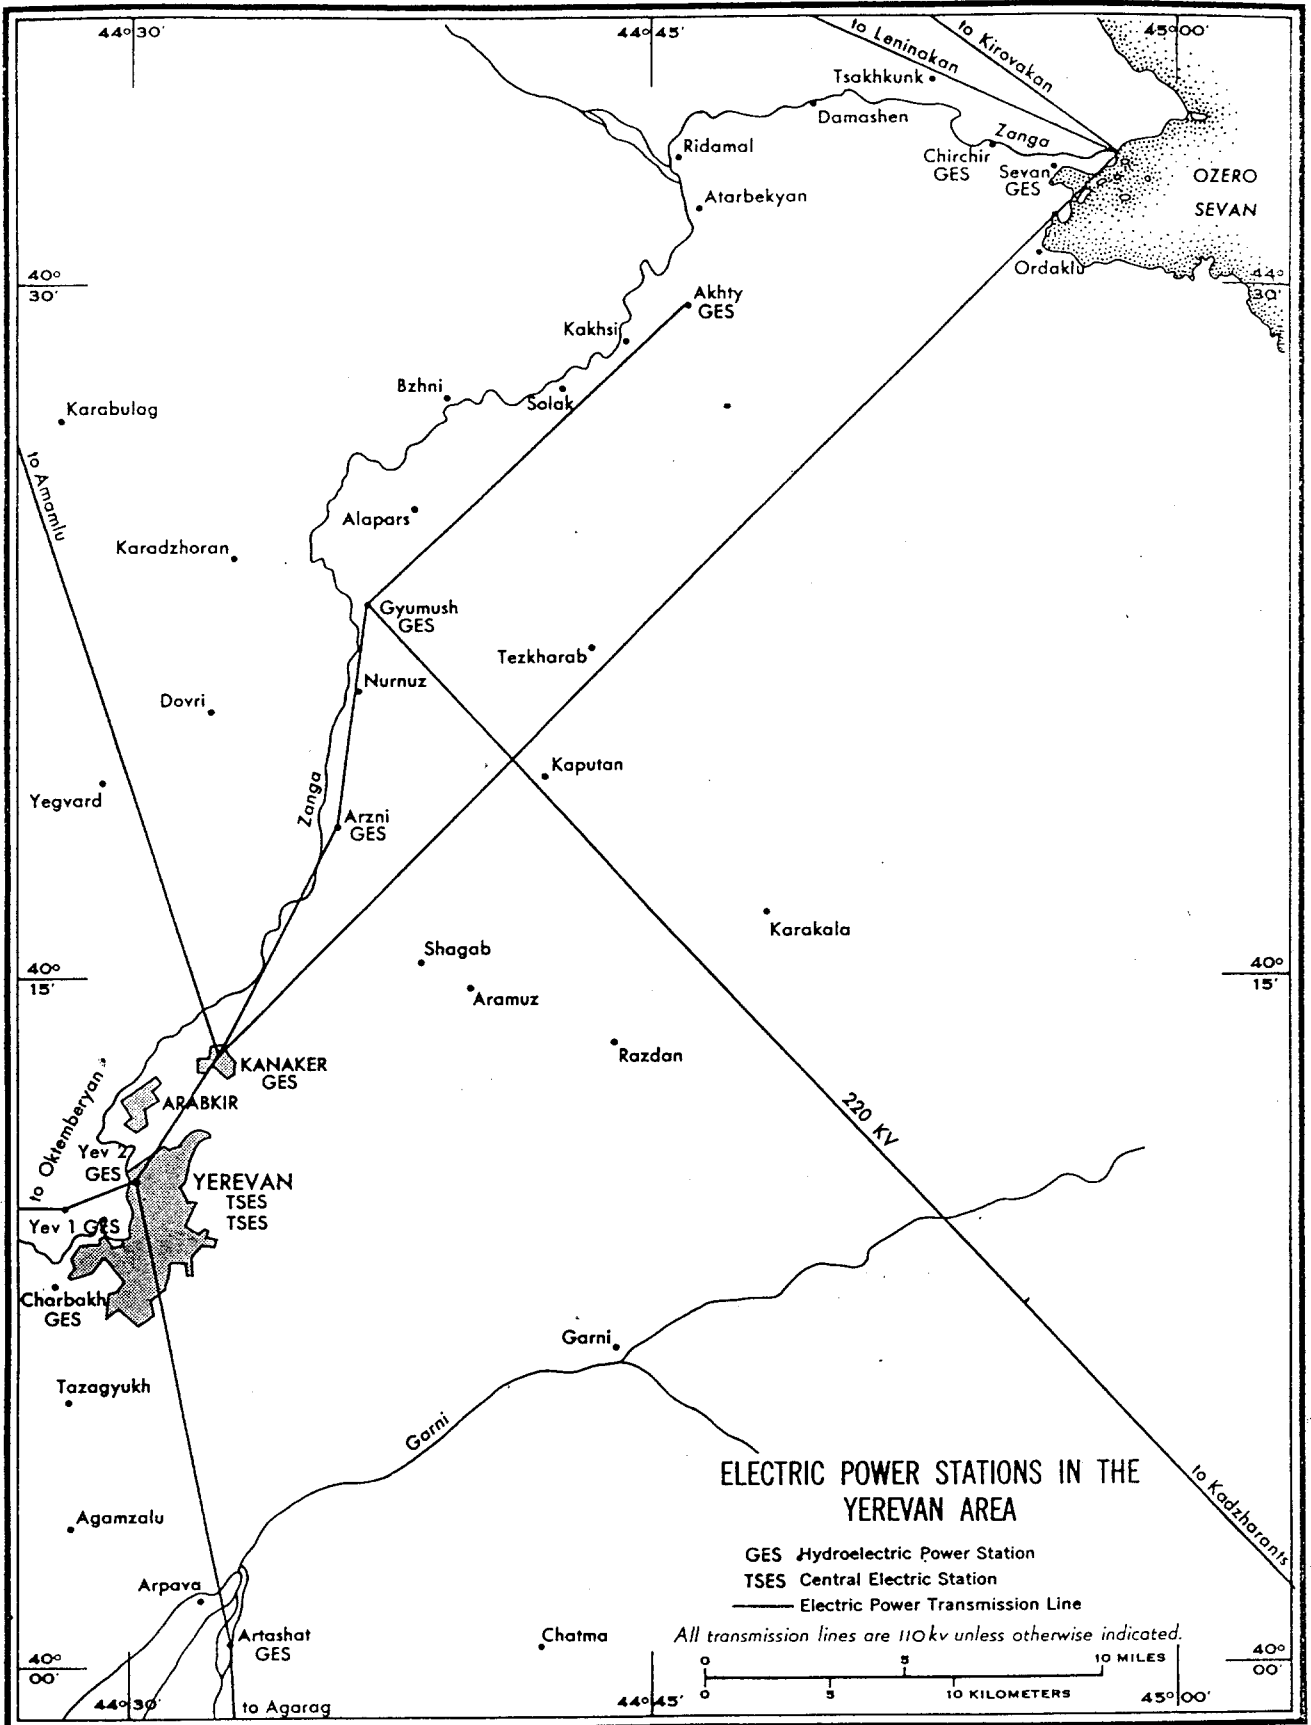 44°30'
44°45'
45°00'
to Leninakan
to Kirovakan
Tsakhkunk
Damashen
Zanga
Ridamal
Chirchir
GES
Sevan
GES
OZERO
SEVAN
Atarbekyan
Ordaklu
40°
30'
44°
30'
Akhty
GES
Kakhsi
Bzhni
Solak
Karabulag
to Amamlu
Alapars
Karadzhoran
Gyumush
GES
Tezkharab
Nurnuz
Dovri
Kaputan
Yegvard
Zanga
Arzni
GES
Karakala
Shagab
40°
15'
40°
15'
Aramuz
Razdan
KANAKER
GES
ARABKIR
to Oktemberyan
220 KV
Yev 2
GES
YEREVAN
TSES
TSES
Yev 1 GES
Charbakh
GES
Garni
Tazagyukh
Garni
ELECTRIC POWER STATIONS IN THE
YEREVAN AREA
to Kadzharants
Agamzalu
GES Hydroelectric Power Station
TSES Central Electric Station
Electric Power Transmission Line
Arpava
Artashat
GES
Chatma
All transmission lines are 110kv unless otherwise indicated.
0 5 10 MILES
0 5 10 KILOMETERS
40°
00'
40°
00'
44°30'
to Agarag
44°45'
45°00'